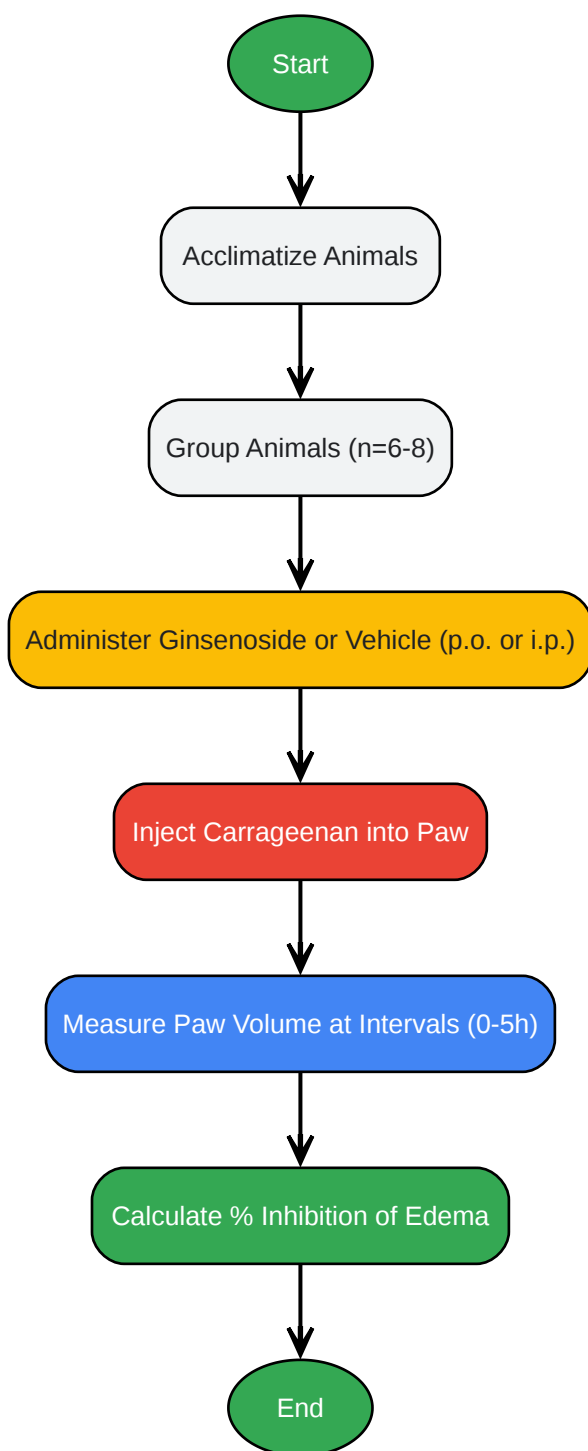 Start
Acclimatize Animals
Group Animals (n=6-8)
Administer Ginsenoside or Vehicle (p.o. or i.p.)
Inject Carrageenan into Paw
Measure Paw Volume at Intervals (0-5h)
Calculate % Inhibition of Edema
End